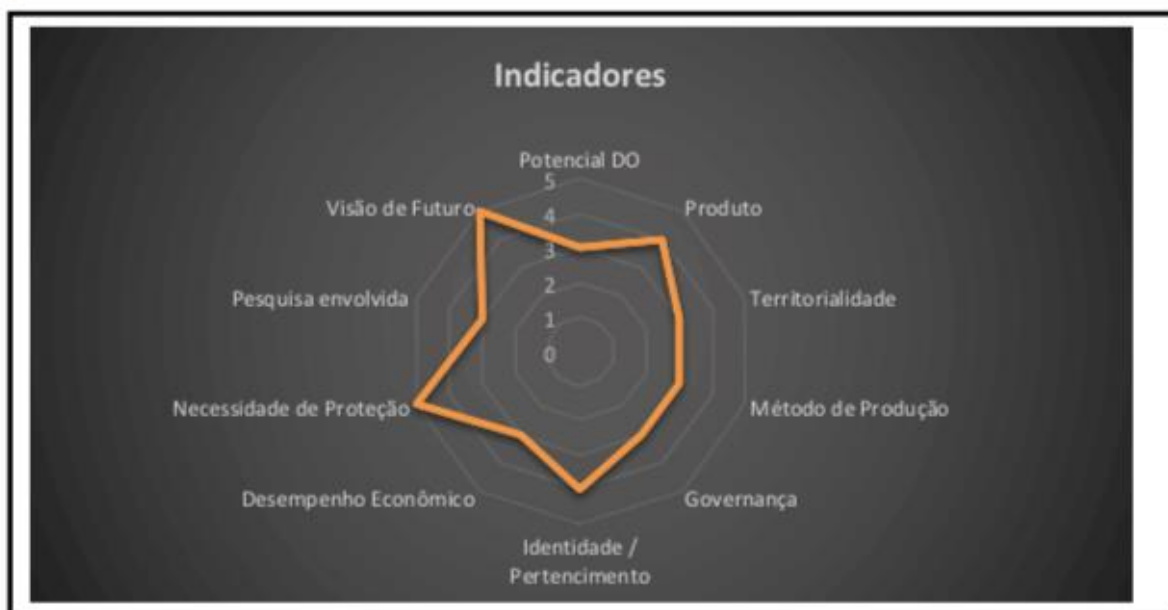 Indicadores
Potencial DO
5
Visão de Futuro
Produto
4
3
Pesquisa envolvida
Territorialidade
2
1
0
Necessidade de Proteção
Método de Produção
Desempenho Econômico
Governança
Identidade /
Pertencimento